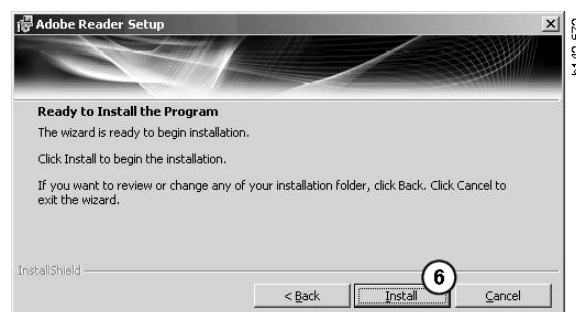 Adobe Reader Setup
Ready to Install the Program
The wizard is ready to begin installation.
Click Install to begin the installation.
If you want to review or change any of your installation folder, click Back. Click Cancel to
exit the wizard.
InstallShield
6
< Back
Install
Cancel